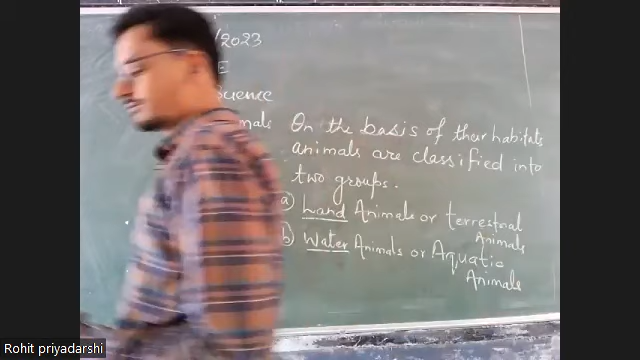 /2023
E
Science
mals
On the basis of their habitats
animals are classified into
two groups.
a) Land Animals or terrestrial
Animals
b) Water Animals or Aquatic
Animals
Rohit priyadarshi